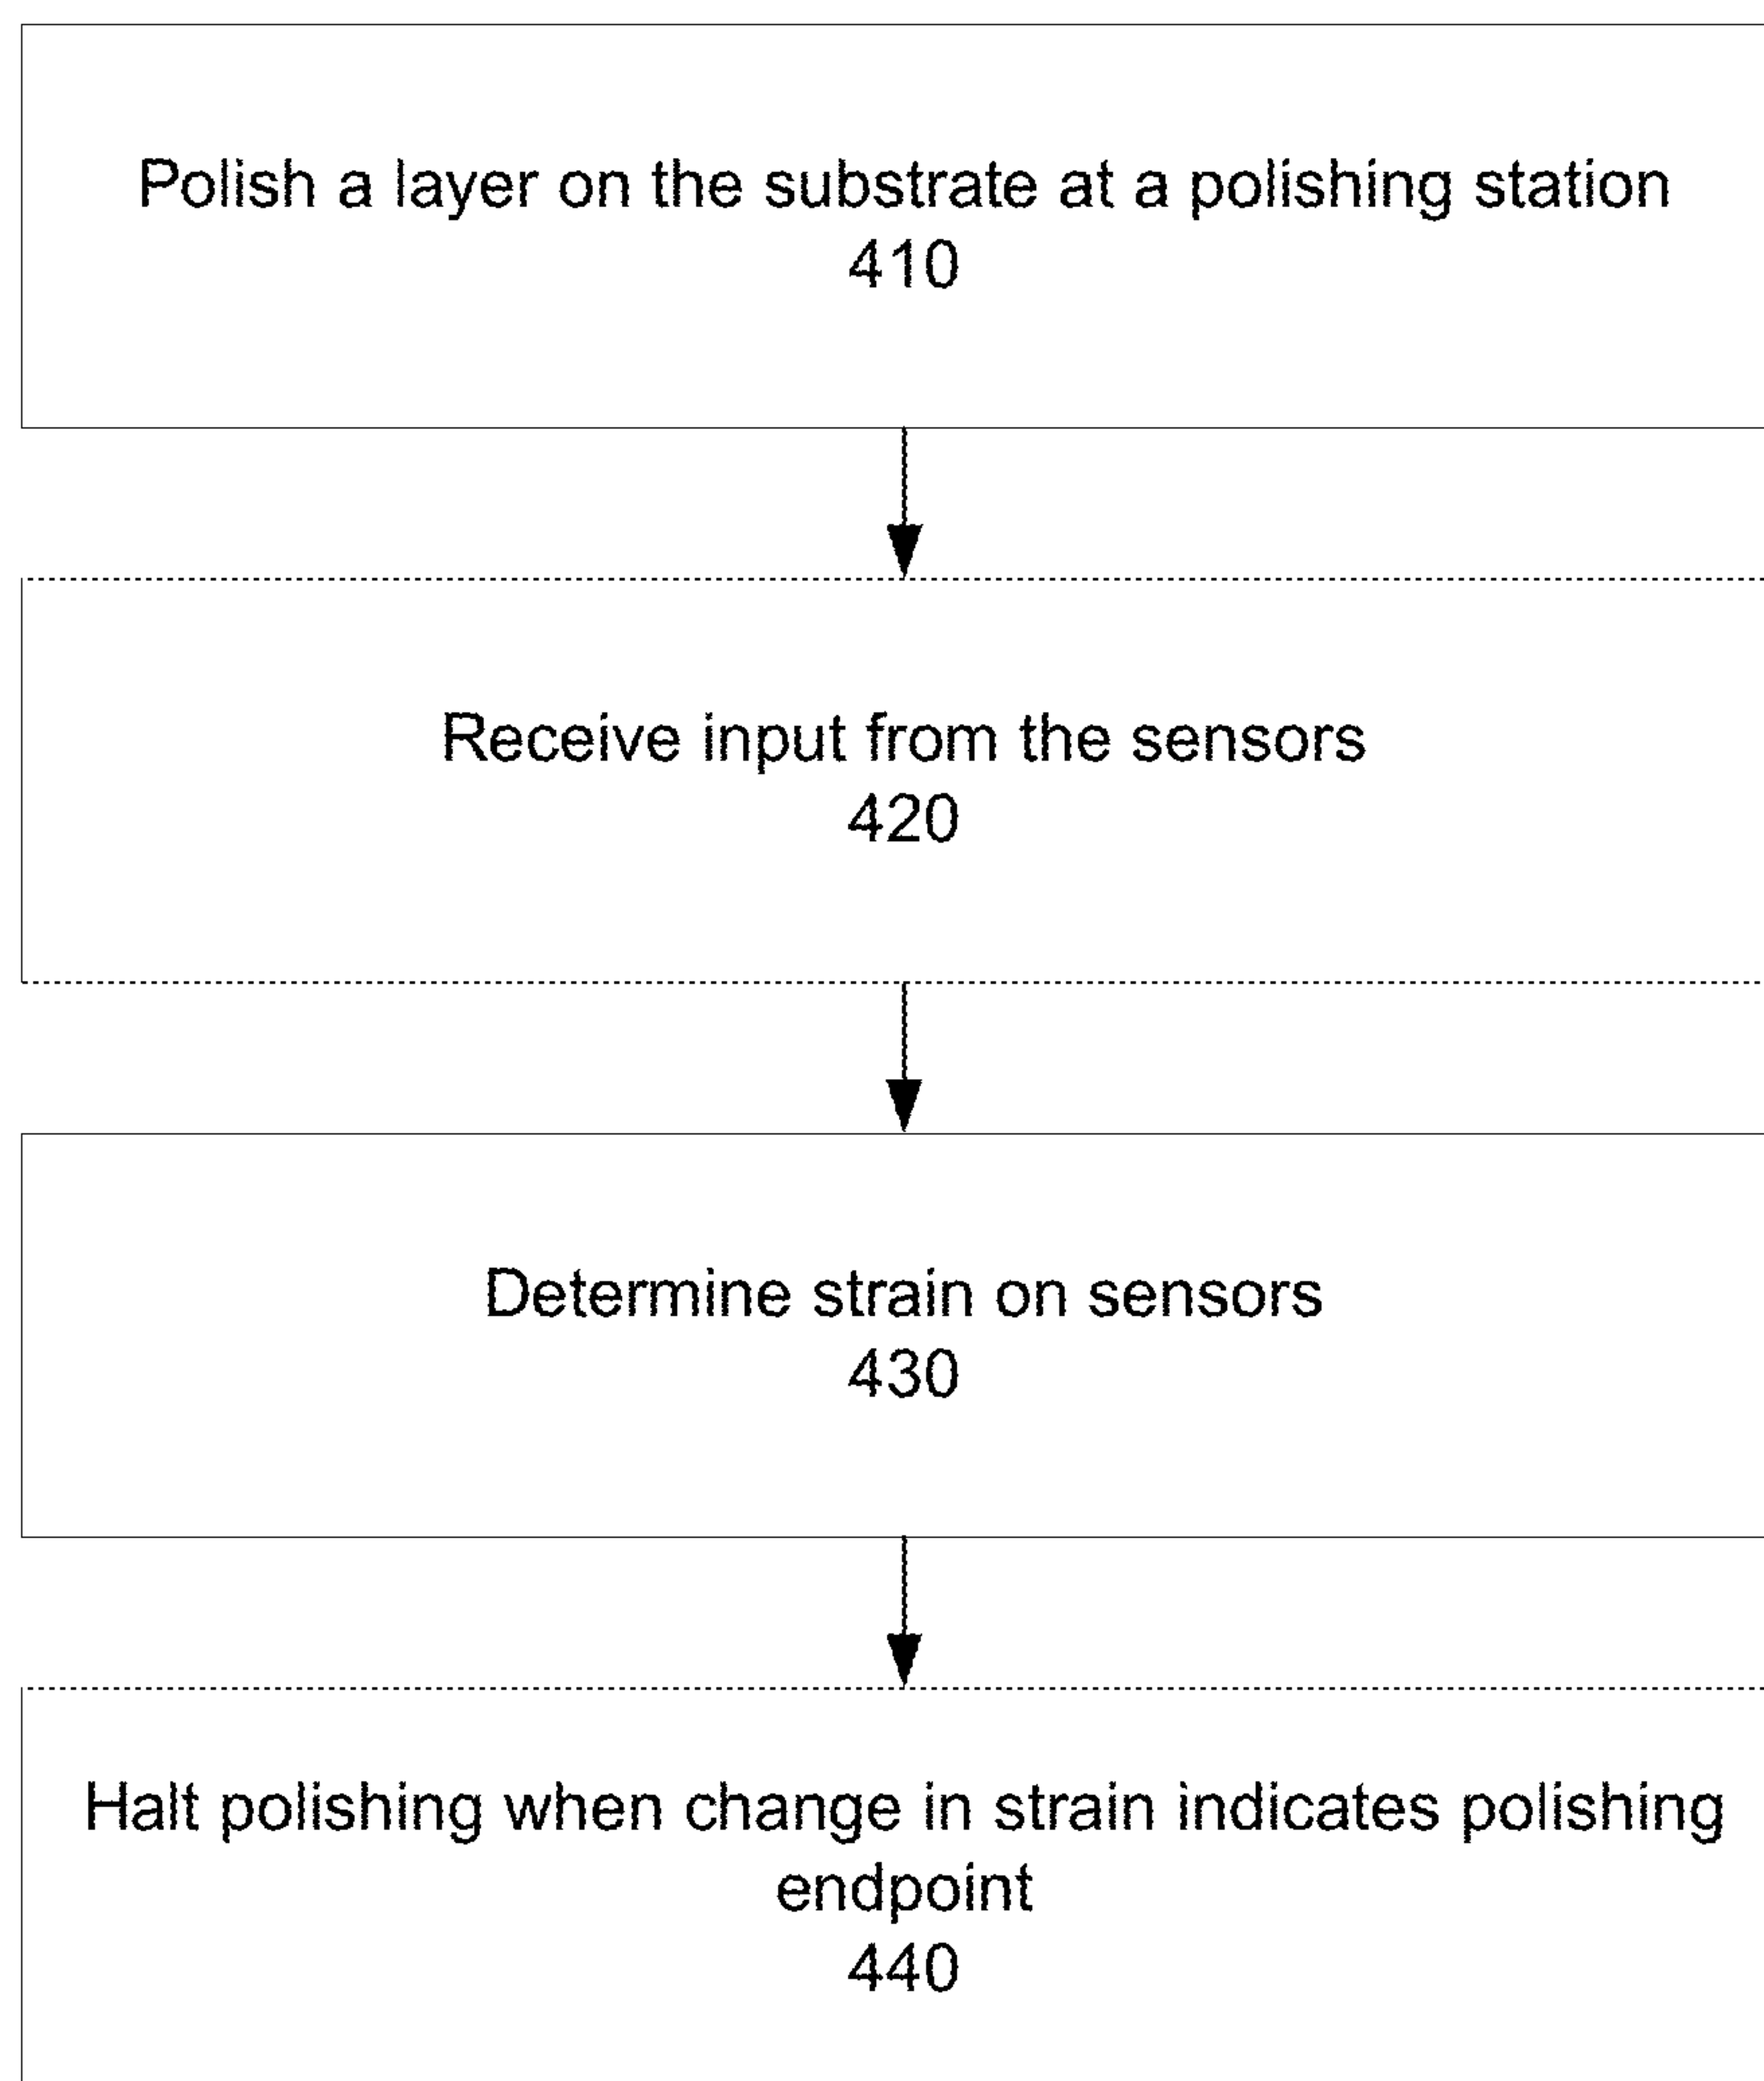 Polish a layer on the substrate at a polishing station
410
Receive input from the sensors
420
Determine strain on sensors
430
Halt polishing when change in strain indicates polishing
endpoint
440